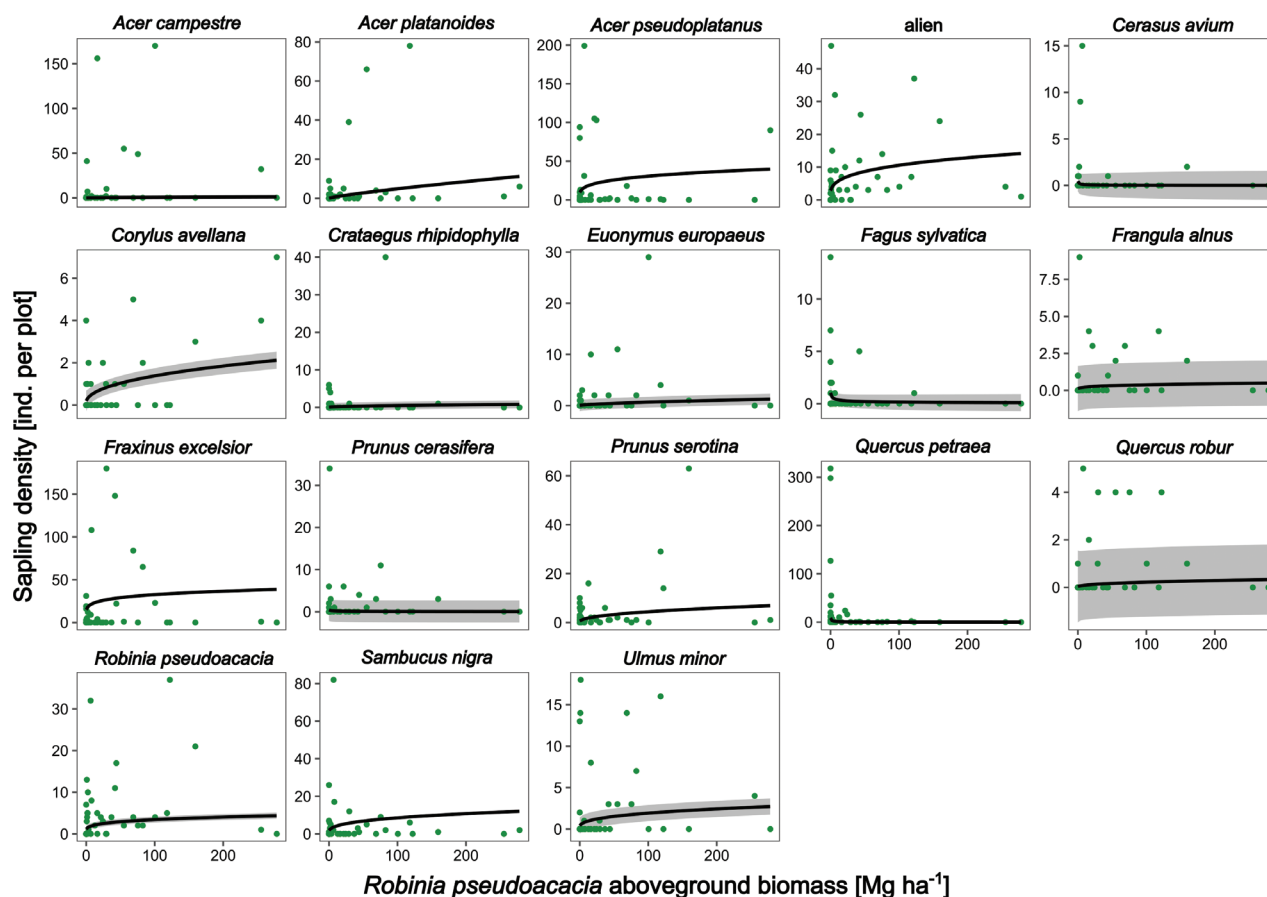 Acer campestre Acer platanoides Acer pseudoplatanus alien Cerasus avium
150 100 50 0
80 60 40 20 0
200 150 100 50 0
40 30 20 10 0
15 10 5 0
Corylus avellana Crataegus rhipidophylla Euonymus europaeus Fagus sylvatica Frangula alnus
6 4 2 0
40 30 20 10 0
30 20 10 0
10 5 0
7.5 5.0 2.5 0.0
Fraxinus excelsior Prunus cerasifera Prunus serotina Quercus petraea Quercus robur
150 100 50 0
30 20 10 0
60 40 20 0
300 200 100 0
4 2 0
0 100 200
0 100 200
Robinia pseudoacacia Sambucus nigra Ulmus minor
30 20 10 0
80 60 40 20 0
15 10 5 0
0 100 200
0 100 200
0 100 200
Sapling density [ind. per plot]
Robinia pseudoacacia aboveground biomass [Mg ha⁻¹]